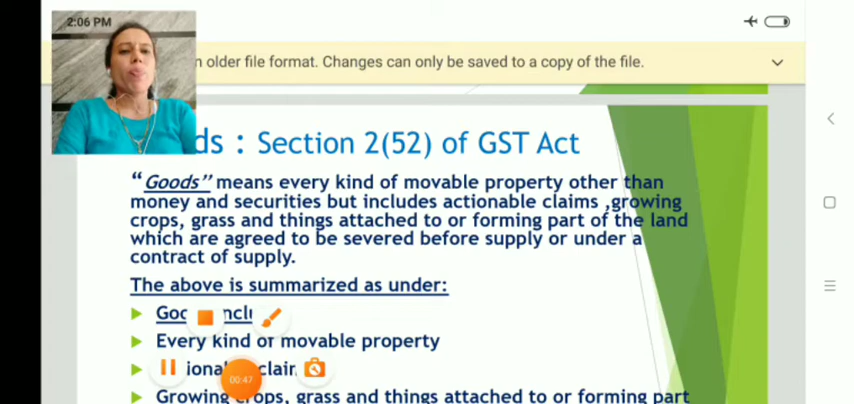 2:06 PM
n older file format. Changes can only be saved to a copy of the file.
ds : Section 2(52) of GST Act
“Goods” means every kind of movable property other than
money and securities but includes actionable claims ,growing
crops, grass and things attached to or forming part of the land
which are agreed to be severed before supply or under a
contract of supply.
The above is summarized as under:
Goo nclu
Every kind of movable property
ional clair
00:47
Growing crops, grass and things attached to or forming part